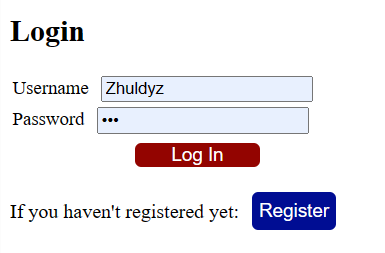 Login
Username Zhuldyz
Password •••
Log In
If you haven't registered yet: Register